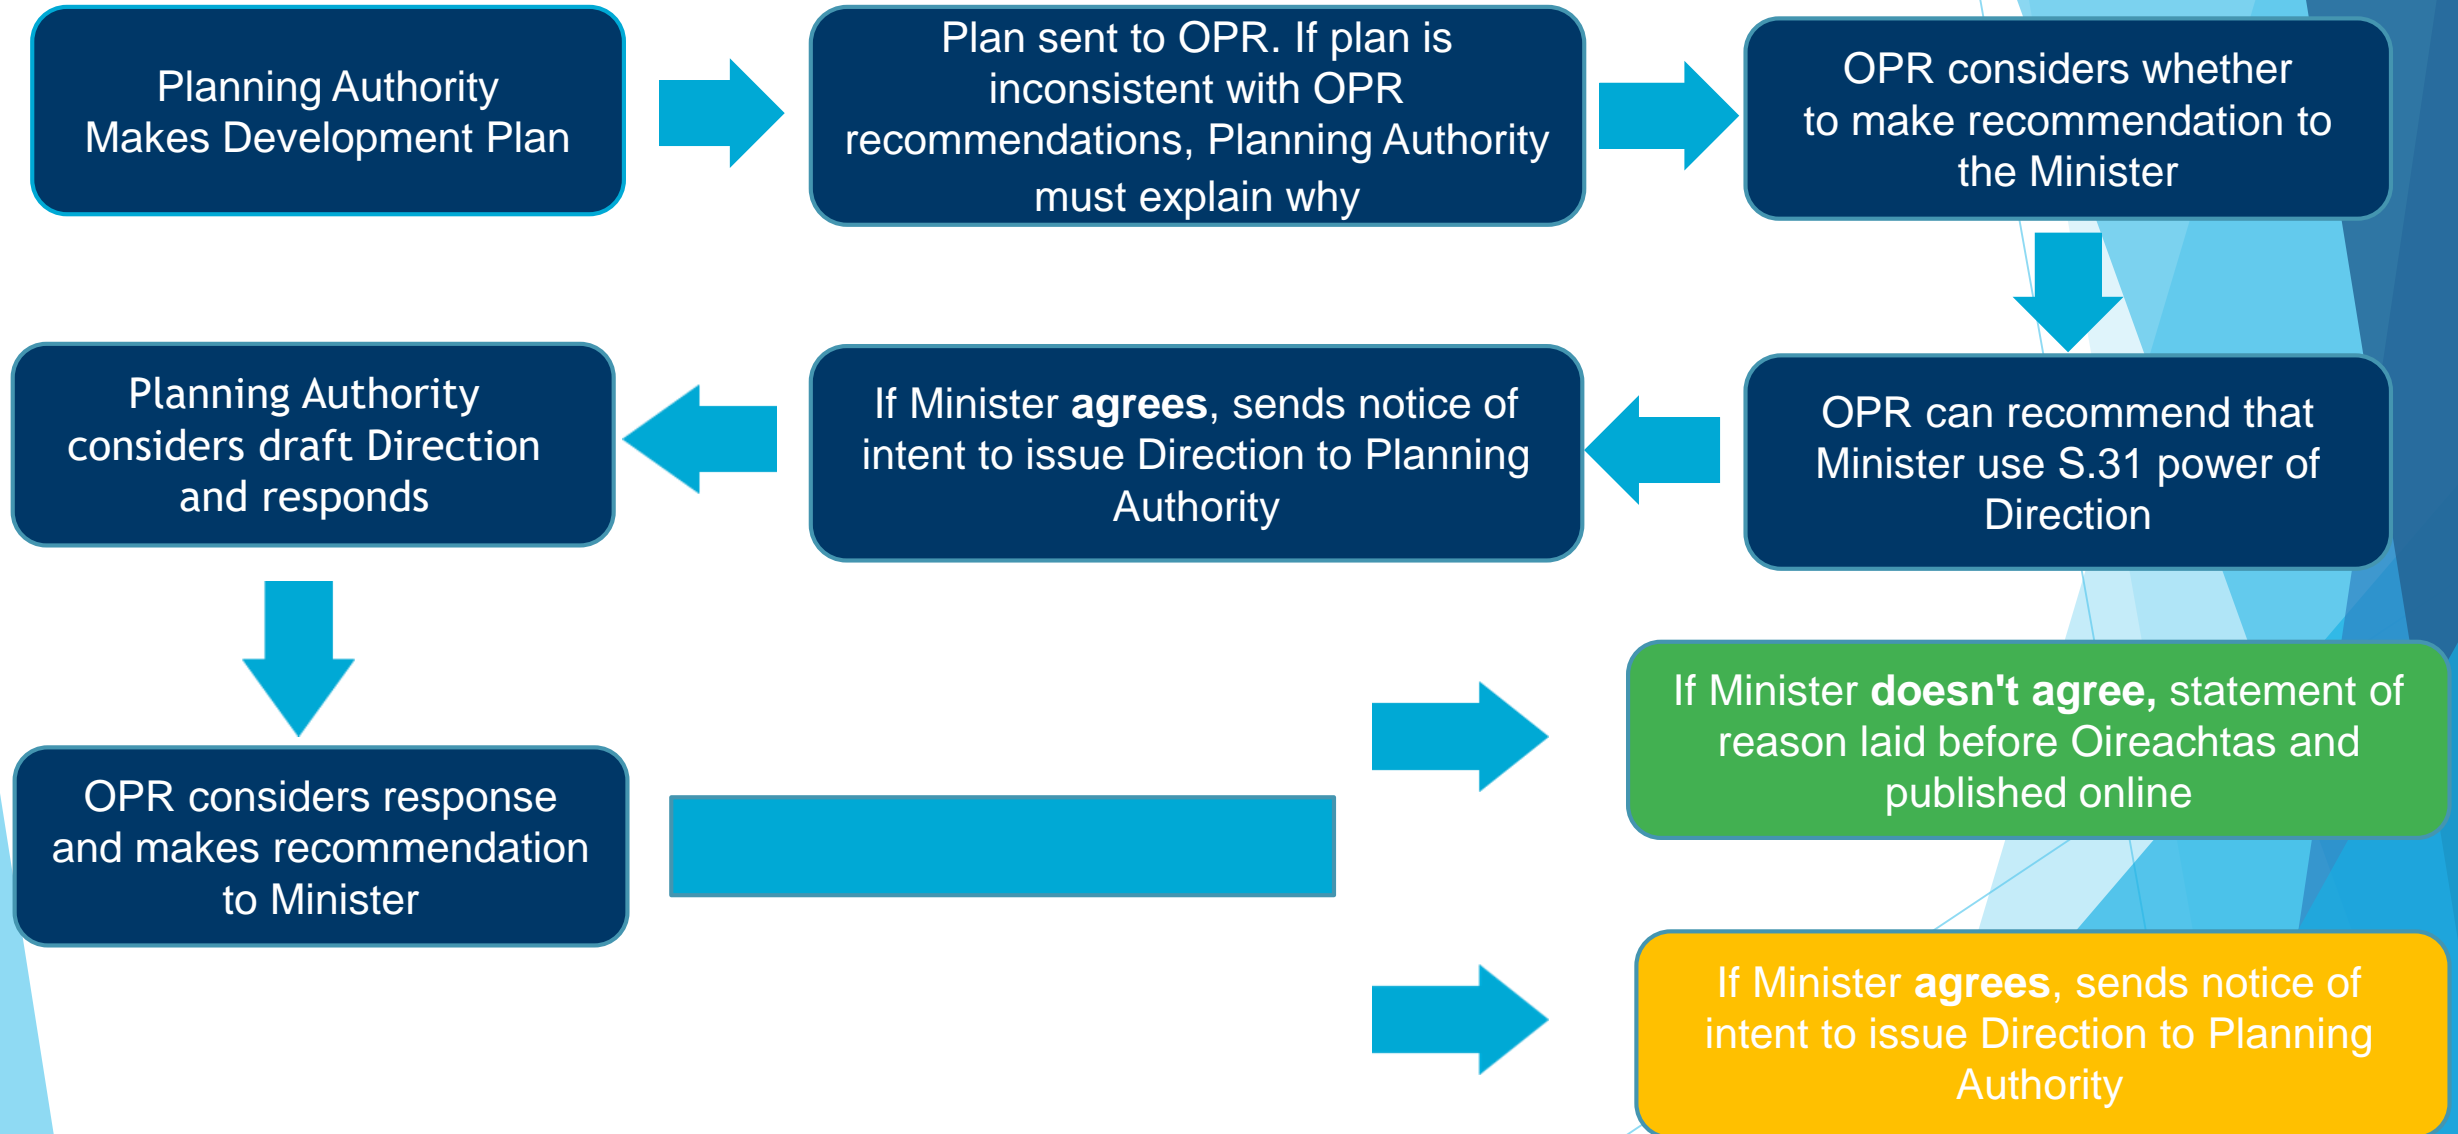 Planning Authority
Makes Development Plan
Plan sent to OPR. If plan is
inconsistent with OPR
recommendations, Planning Authority
must explain why
OPR considers whether
to make recommendation to
the Minister
OPR can recommend that
Minister use S.31 power of
Direction
If Minister agrees, sends notice of
intent to issue Direction to Planning
Authority
Planning Authority
considers draft Direction
and responds
OPR considers response
and makes recommendation
to Minister
If Minister doesn't agree, statement of
reason laid before Oireachtas and
published online
If Minister agrees, sends notice of
intent to issue Direction to Planning
Authority